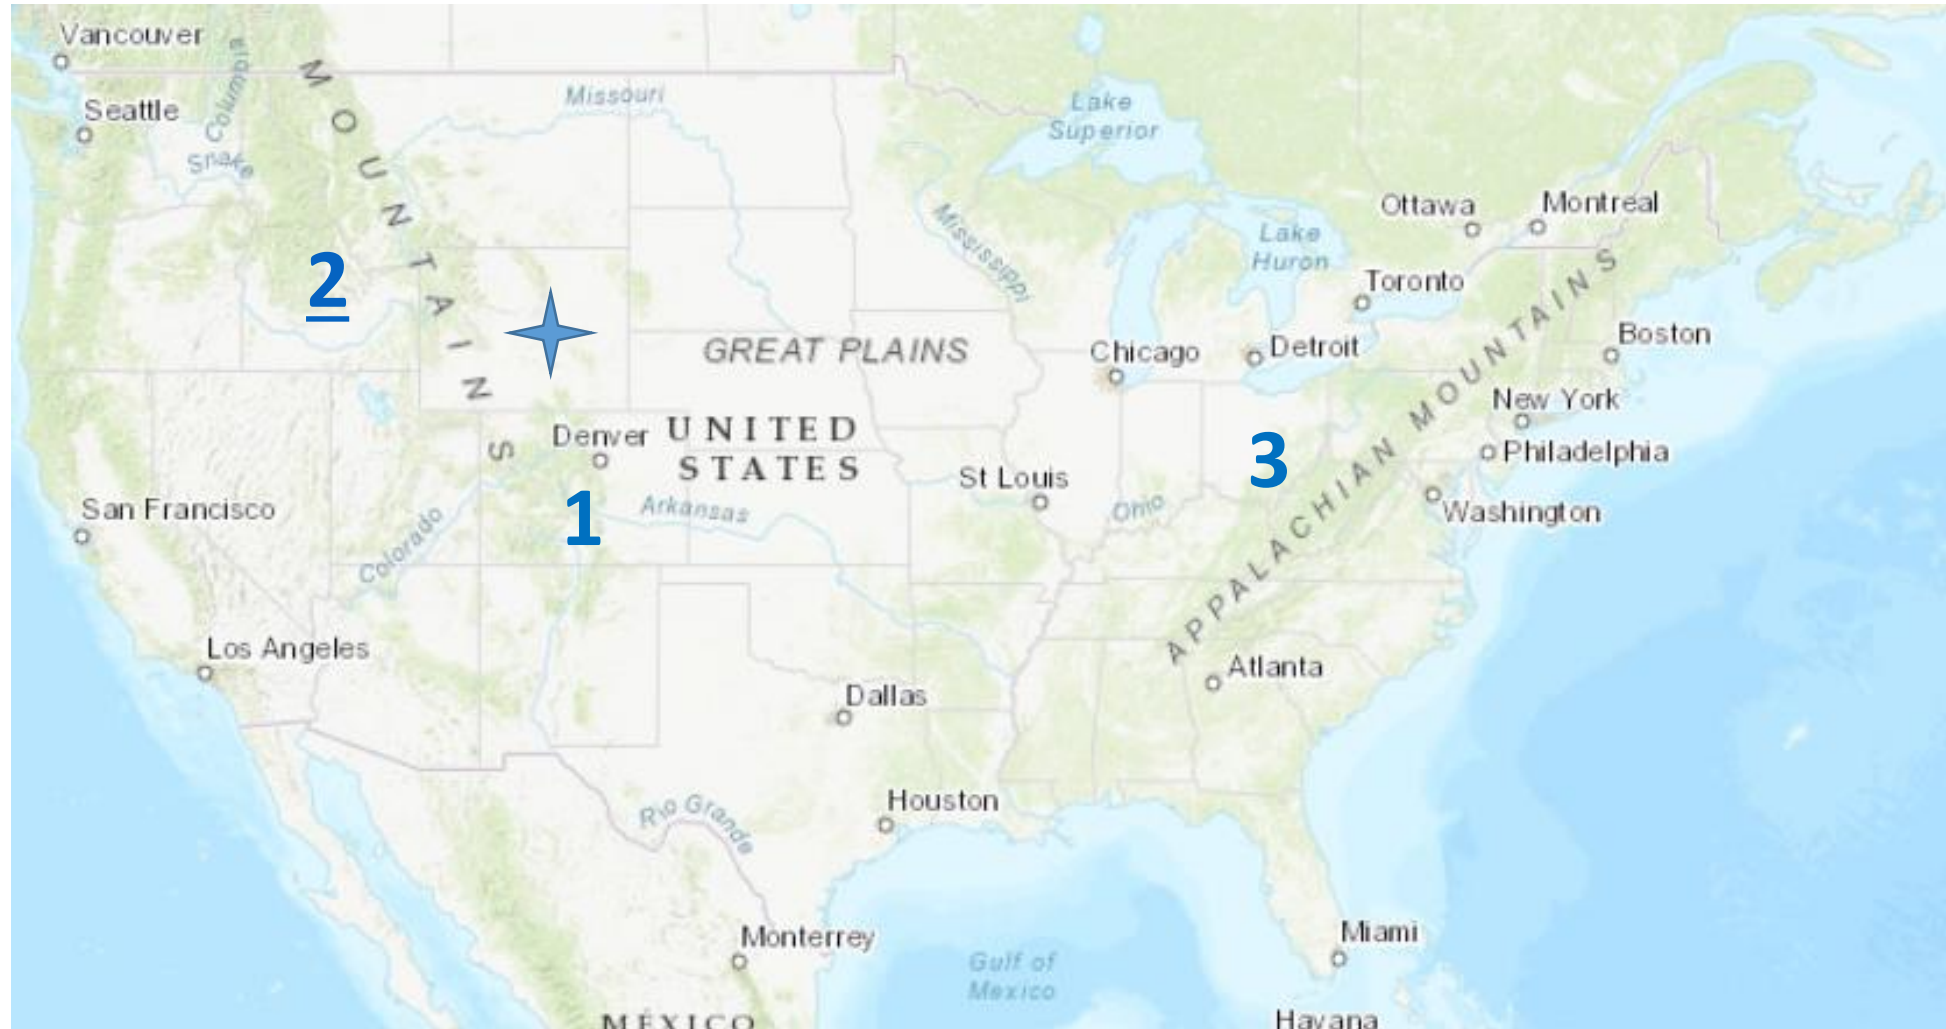 Vancouver
Seattle
Columbia
Snake
MOUNTAINS
Missouri
Lake
Superior
Mississippi
Lake
Huron
Ottawa
Montreal
Toronto
2
GREAT PLAINS
Chicago
Detroit
Boston
New York
Philadelphia
Washington
APPALACHIAN MOUNTAINS
Denver
UNITED
STATES
3
St Louis
Ohio
1
Arkansas
San Francisco
Colorado
Los Angeles
Atlanta
Dallas
Houston
Rio Grande
Monterrey
Gulf of
Mexico
Miami
MÉXICO
Havana